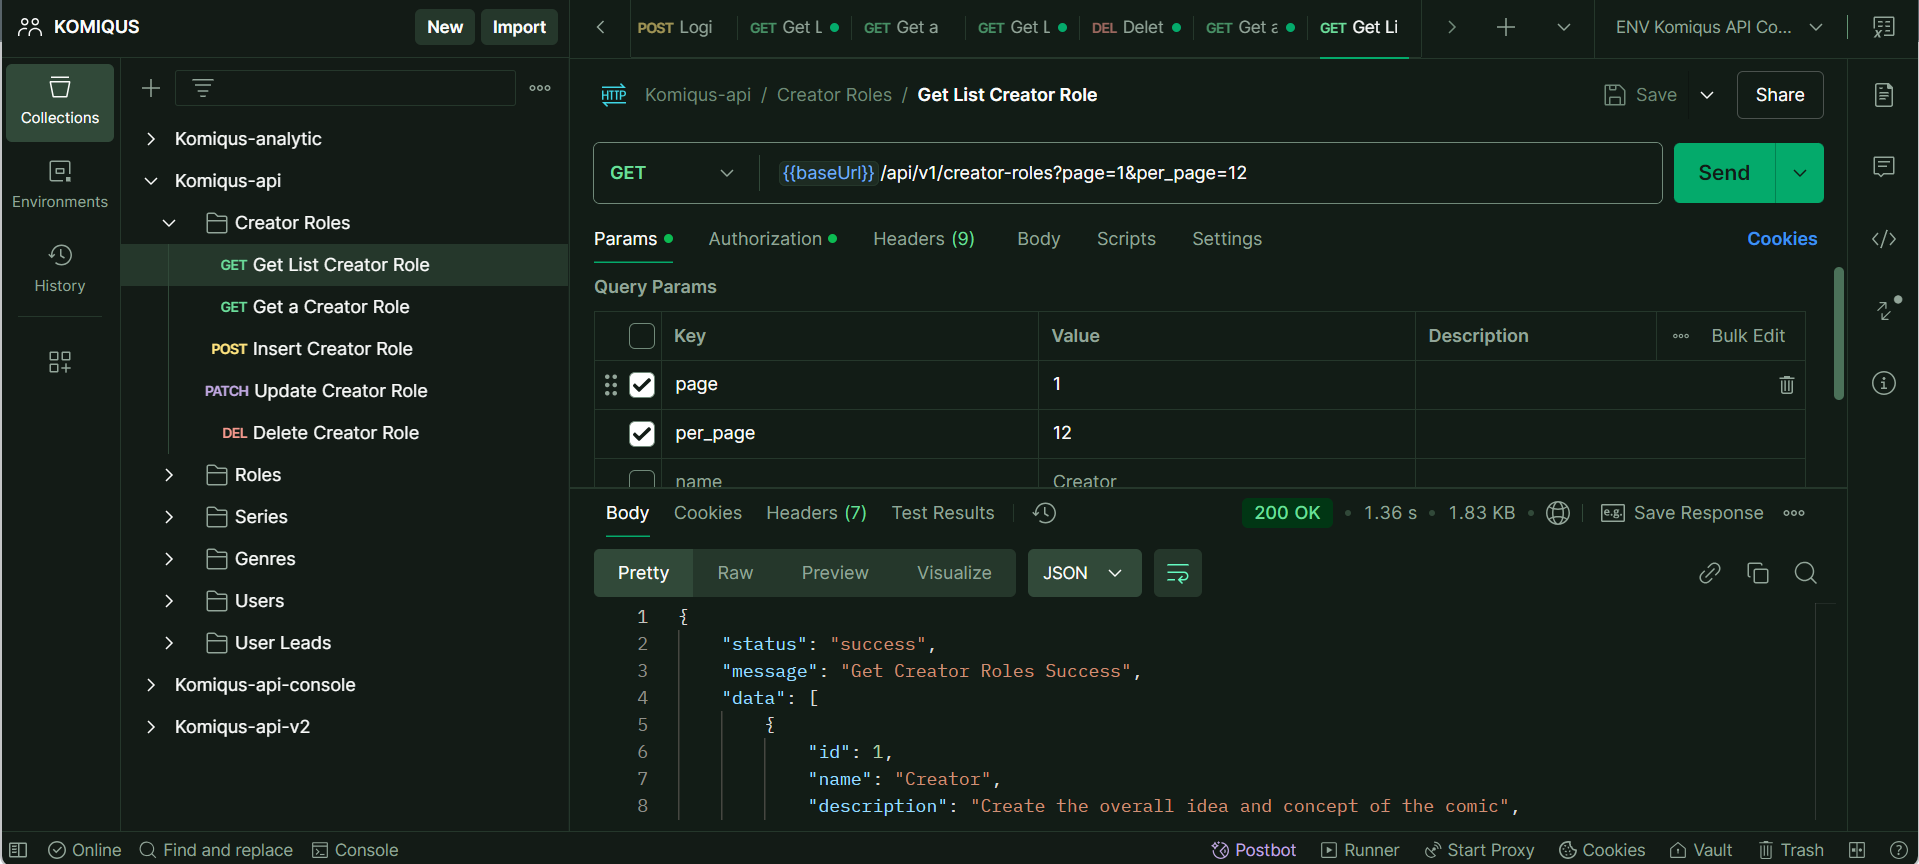 KOMIQUS
New
Import
Collections
Environments
History
Komiqus-analytic
Komiqus-api
Creator Roles
GET Get List Creator Role
GET Get a Creator Role
POST Insert Creator Role
PATCH Update Creator Role
DEL Delete Creator Role
Roles
Series
Genres
Users
User Leads
Komiqus-api-console
Komiqus-api-v2
POST Logi
GET Get L
GET Get a
GET Get L
DEL Delet
GET Get a
GET Get Li
ENV Komiqus API Co...
HTTP Komiqus-api / Creator Roles / Get List Creator Role
Save
Share
GET {{baseUrl}} /api/v1/creator-roles?page=1&per_page=12
Send
Params
Authorization
Headers (9)
Body
Scripts
Settings
Cookies
Query Params
Key Value Description Bulk Edit
page 1
per_page 12
name Creator
Body
Cookies
Headers (7)
Test Results
200 OK • 1.36 s • 1.83 KB
e.g. Save Response
Pretty
Raw
Preview
Visualize
JSON
1 {
2 "status": "success",
3 "message": "Get Creator Roles Success",
4 "data": [
5 {
6 "id": 1,
7 "name": "Creator",
8 "description": "Create the overall idea and concept of the comic",
Online
Find and replace
Console
Postbot
Runner
Start Proxy
Cookies
Vault
Trash